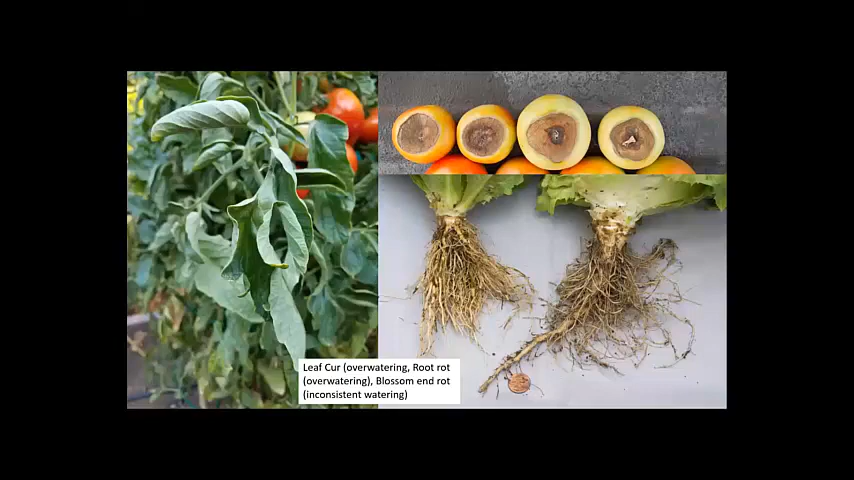 Leaf Cur (overwatering, Root rot
(overwatering), Blossom end rot
(inconsistent watering)